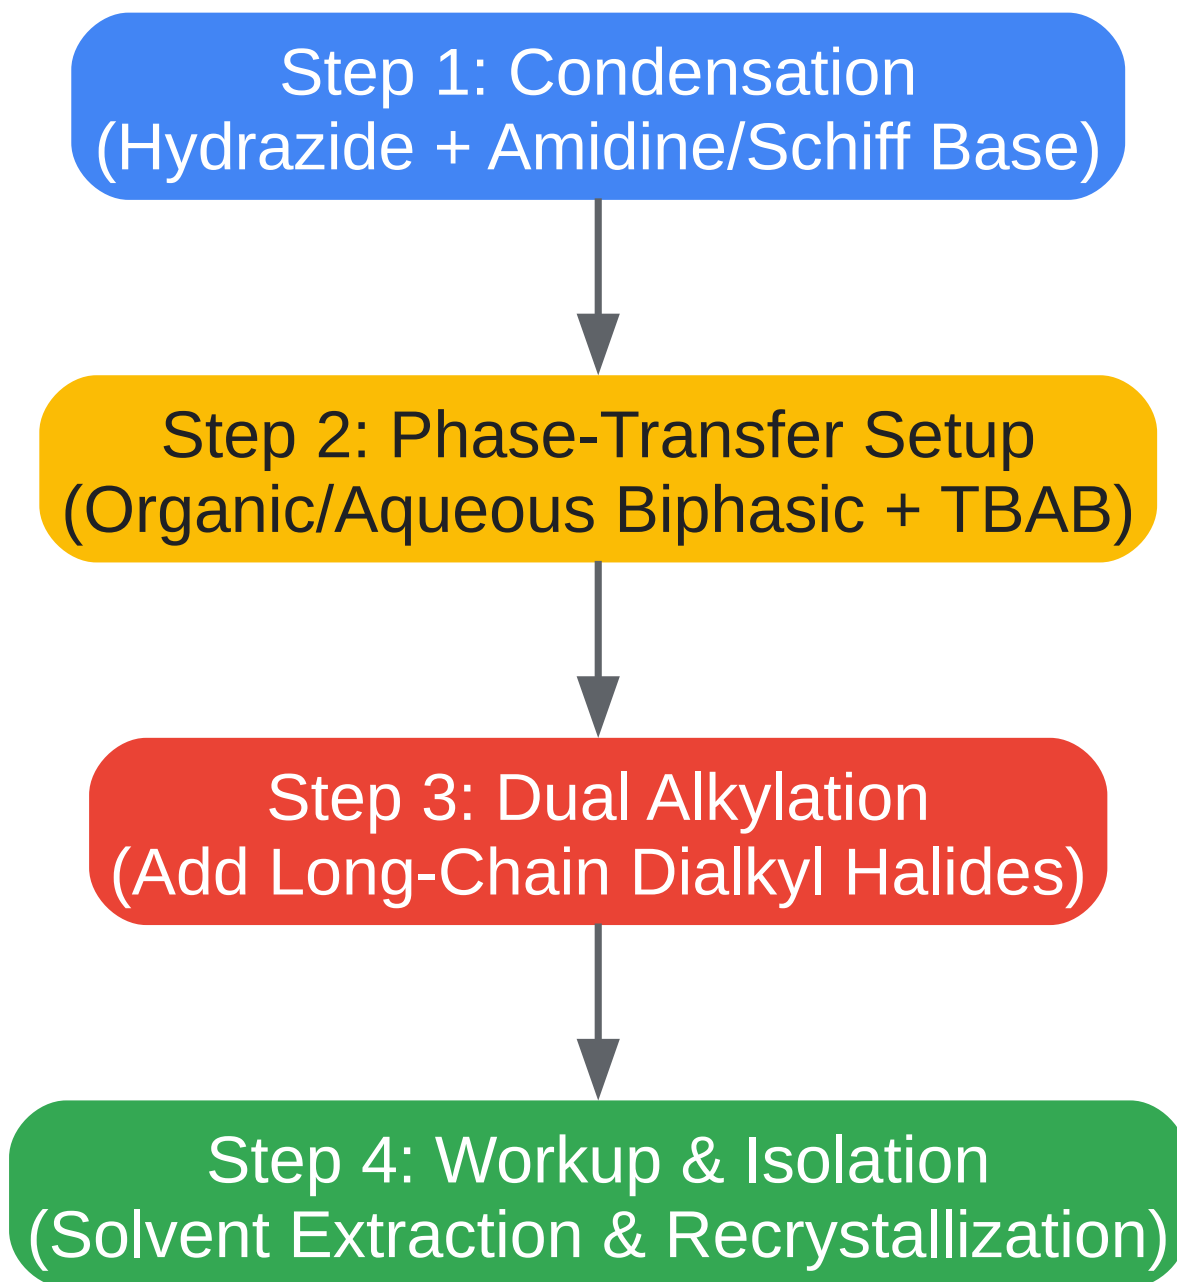 Step 1: Condensation
(Hydrazide + Amidine/Schiff Base)
Step 2: Phase-Transfer Setup
(Organic/Aqueous Biphasic + TBAB)
Step 3: Dual Alkylation
(Add Long-Chain Dialkyl Halides)
Step 4: Workup & Isolation
(Solvent Extraction & Recrystallization)